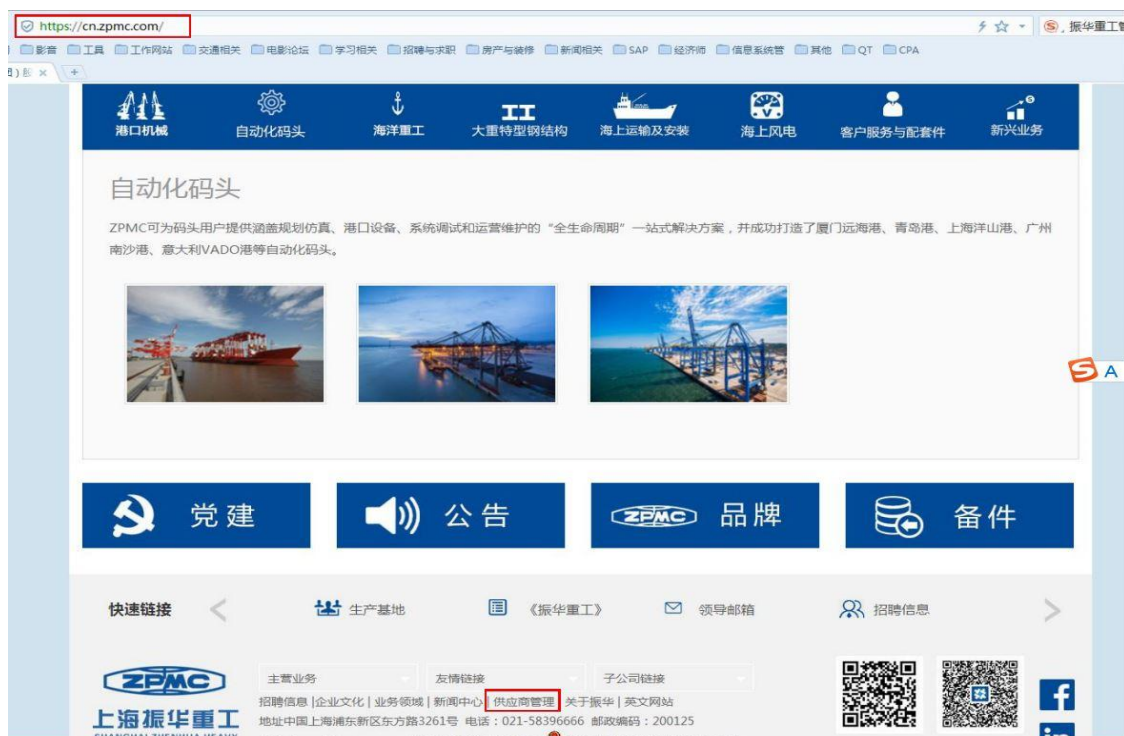 https://cn.zpmc.com/
振华重工
影音 工具 工作网站 交通相关 电影论坛 学习相关 招聘与求职 房产与装修 新闻相关 SAP 经济师 信息系统管 其他 QT CPA
港口机械 自动化码头 海洋重工 大重特型钢结构 海上运输及安装 海上风电 客户服务与配套件 新兴业务
自动化码头
ZPMC可为码头用户提供涵盖规划仿真、港口设备、系统调试和运营维护的“全生命周期”一站式解决方案，并成功打造了厦门远海港、青岛港、上海洋山港、广州
南沙港、意大利VADO港等自动化码头。
S A
党建 公告 ZPMC 品牌 备件
快速链接 < 生产基地 《振华重工》 领导邮箱 招聘信息 >
ZPMC 主营业务 友情链接 子公司链接
招聘信息 | 企业文化 | 业务领域 | 新闻中心 | 供应商管理 关于振华 | 英文网站
上海振华重工 地址中国上海浦东新区东方路3261号 电话：021-58396666 邮政编码：200125
f
in